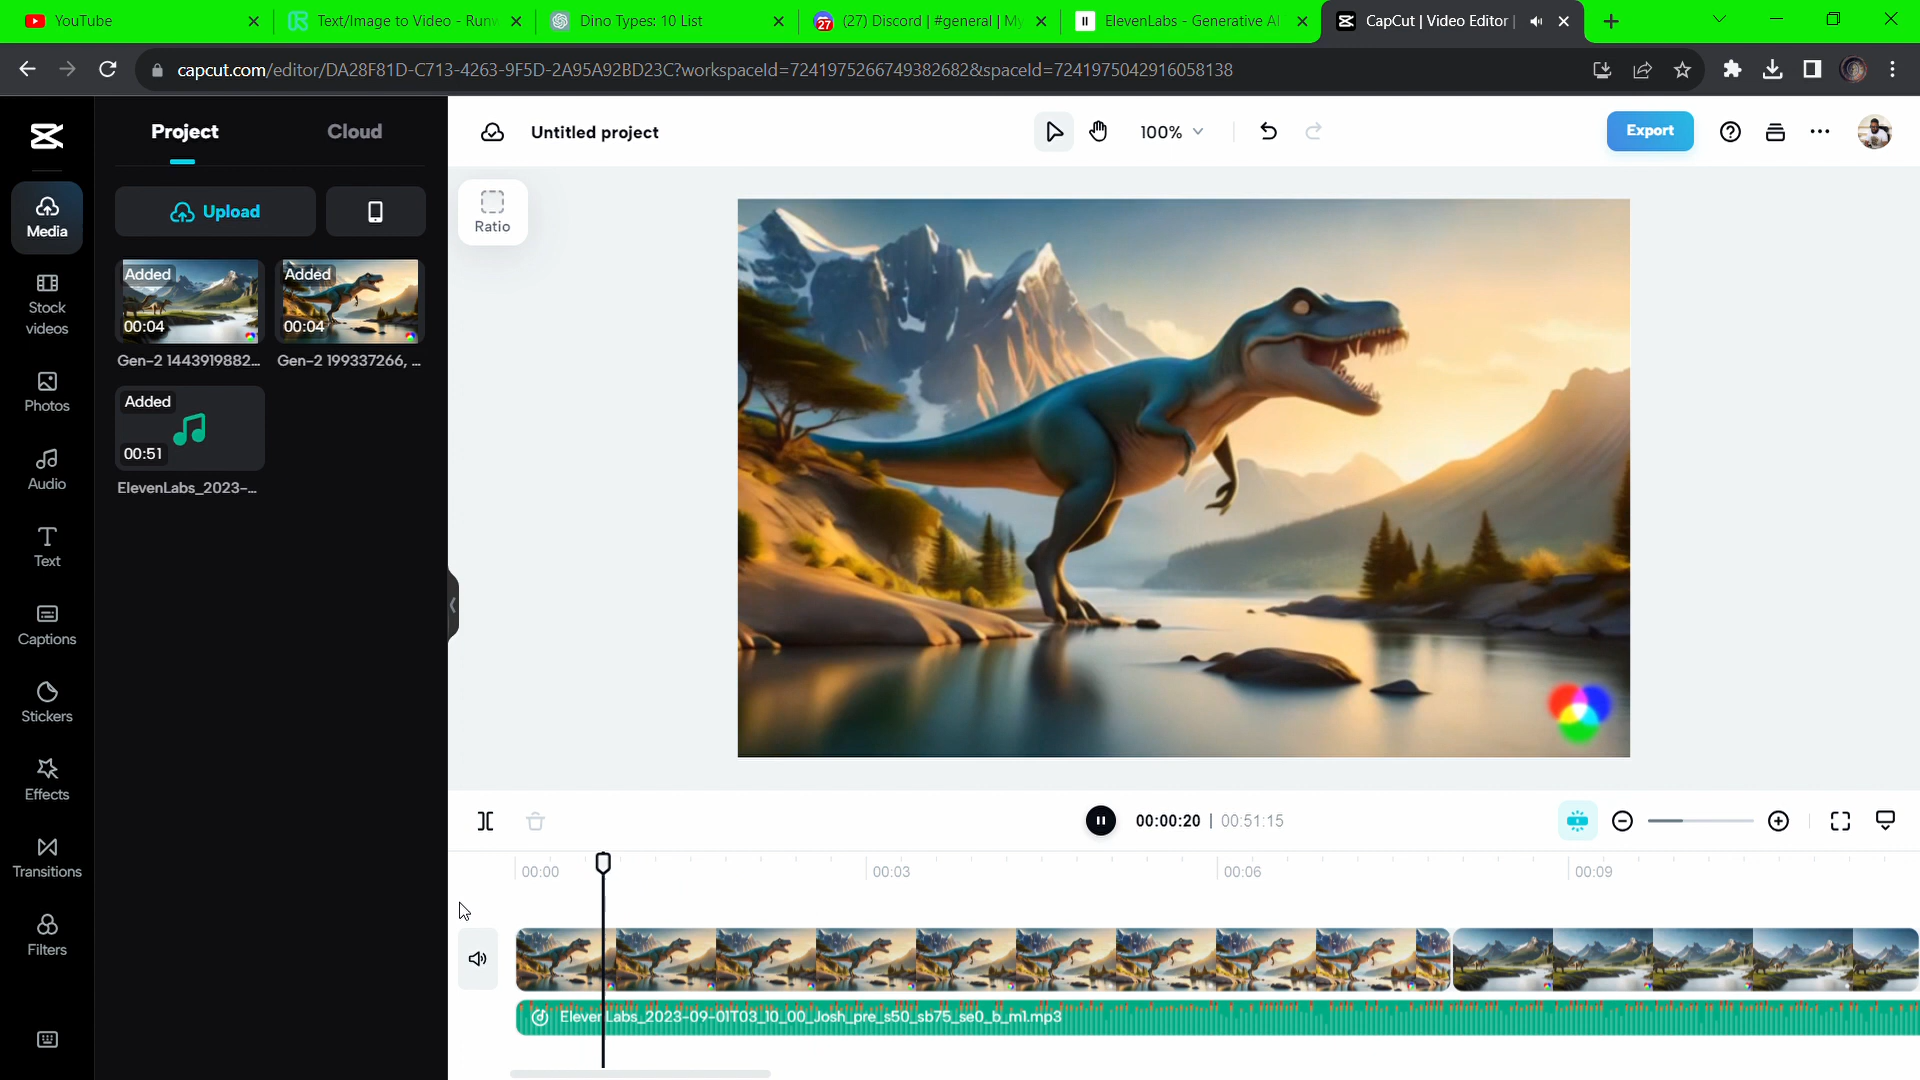 YouTube
Text/Image to Video - Runw
Dino Types: 10 List
27
(27) Discord | #general | My
ElevenLabs - Generative AI
CapCut | Video Editor |
capcut.com/editor/DA28F81D-C713-4263-9F5D-2A95A92BD23C?workspaceId=7241975266749382682&spaceId=7241975042916058138
Project
Cloud
Untitled project
100%
Export
Media
Stock
videos
Photos
Audio
Text
Captions
Stickers
Effects
Transitions
Filters
Upload
Added
00:04
Gen-2 1443919882...
Added
00:04
Gen-2 199337266, ...
Added
00:51
ElevenLabs_2023-...
Ratio
00:00:20 | 00:51:15
00:00
00:03
00:06
00:09
ElevenLabs_2023-09-01T03_10_00_Josh_pre_s50_sb75_se0_b_m1.mp3